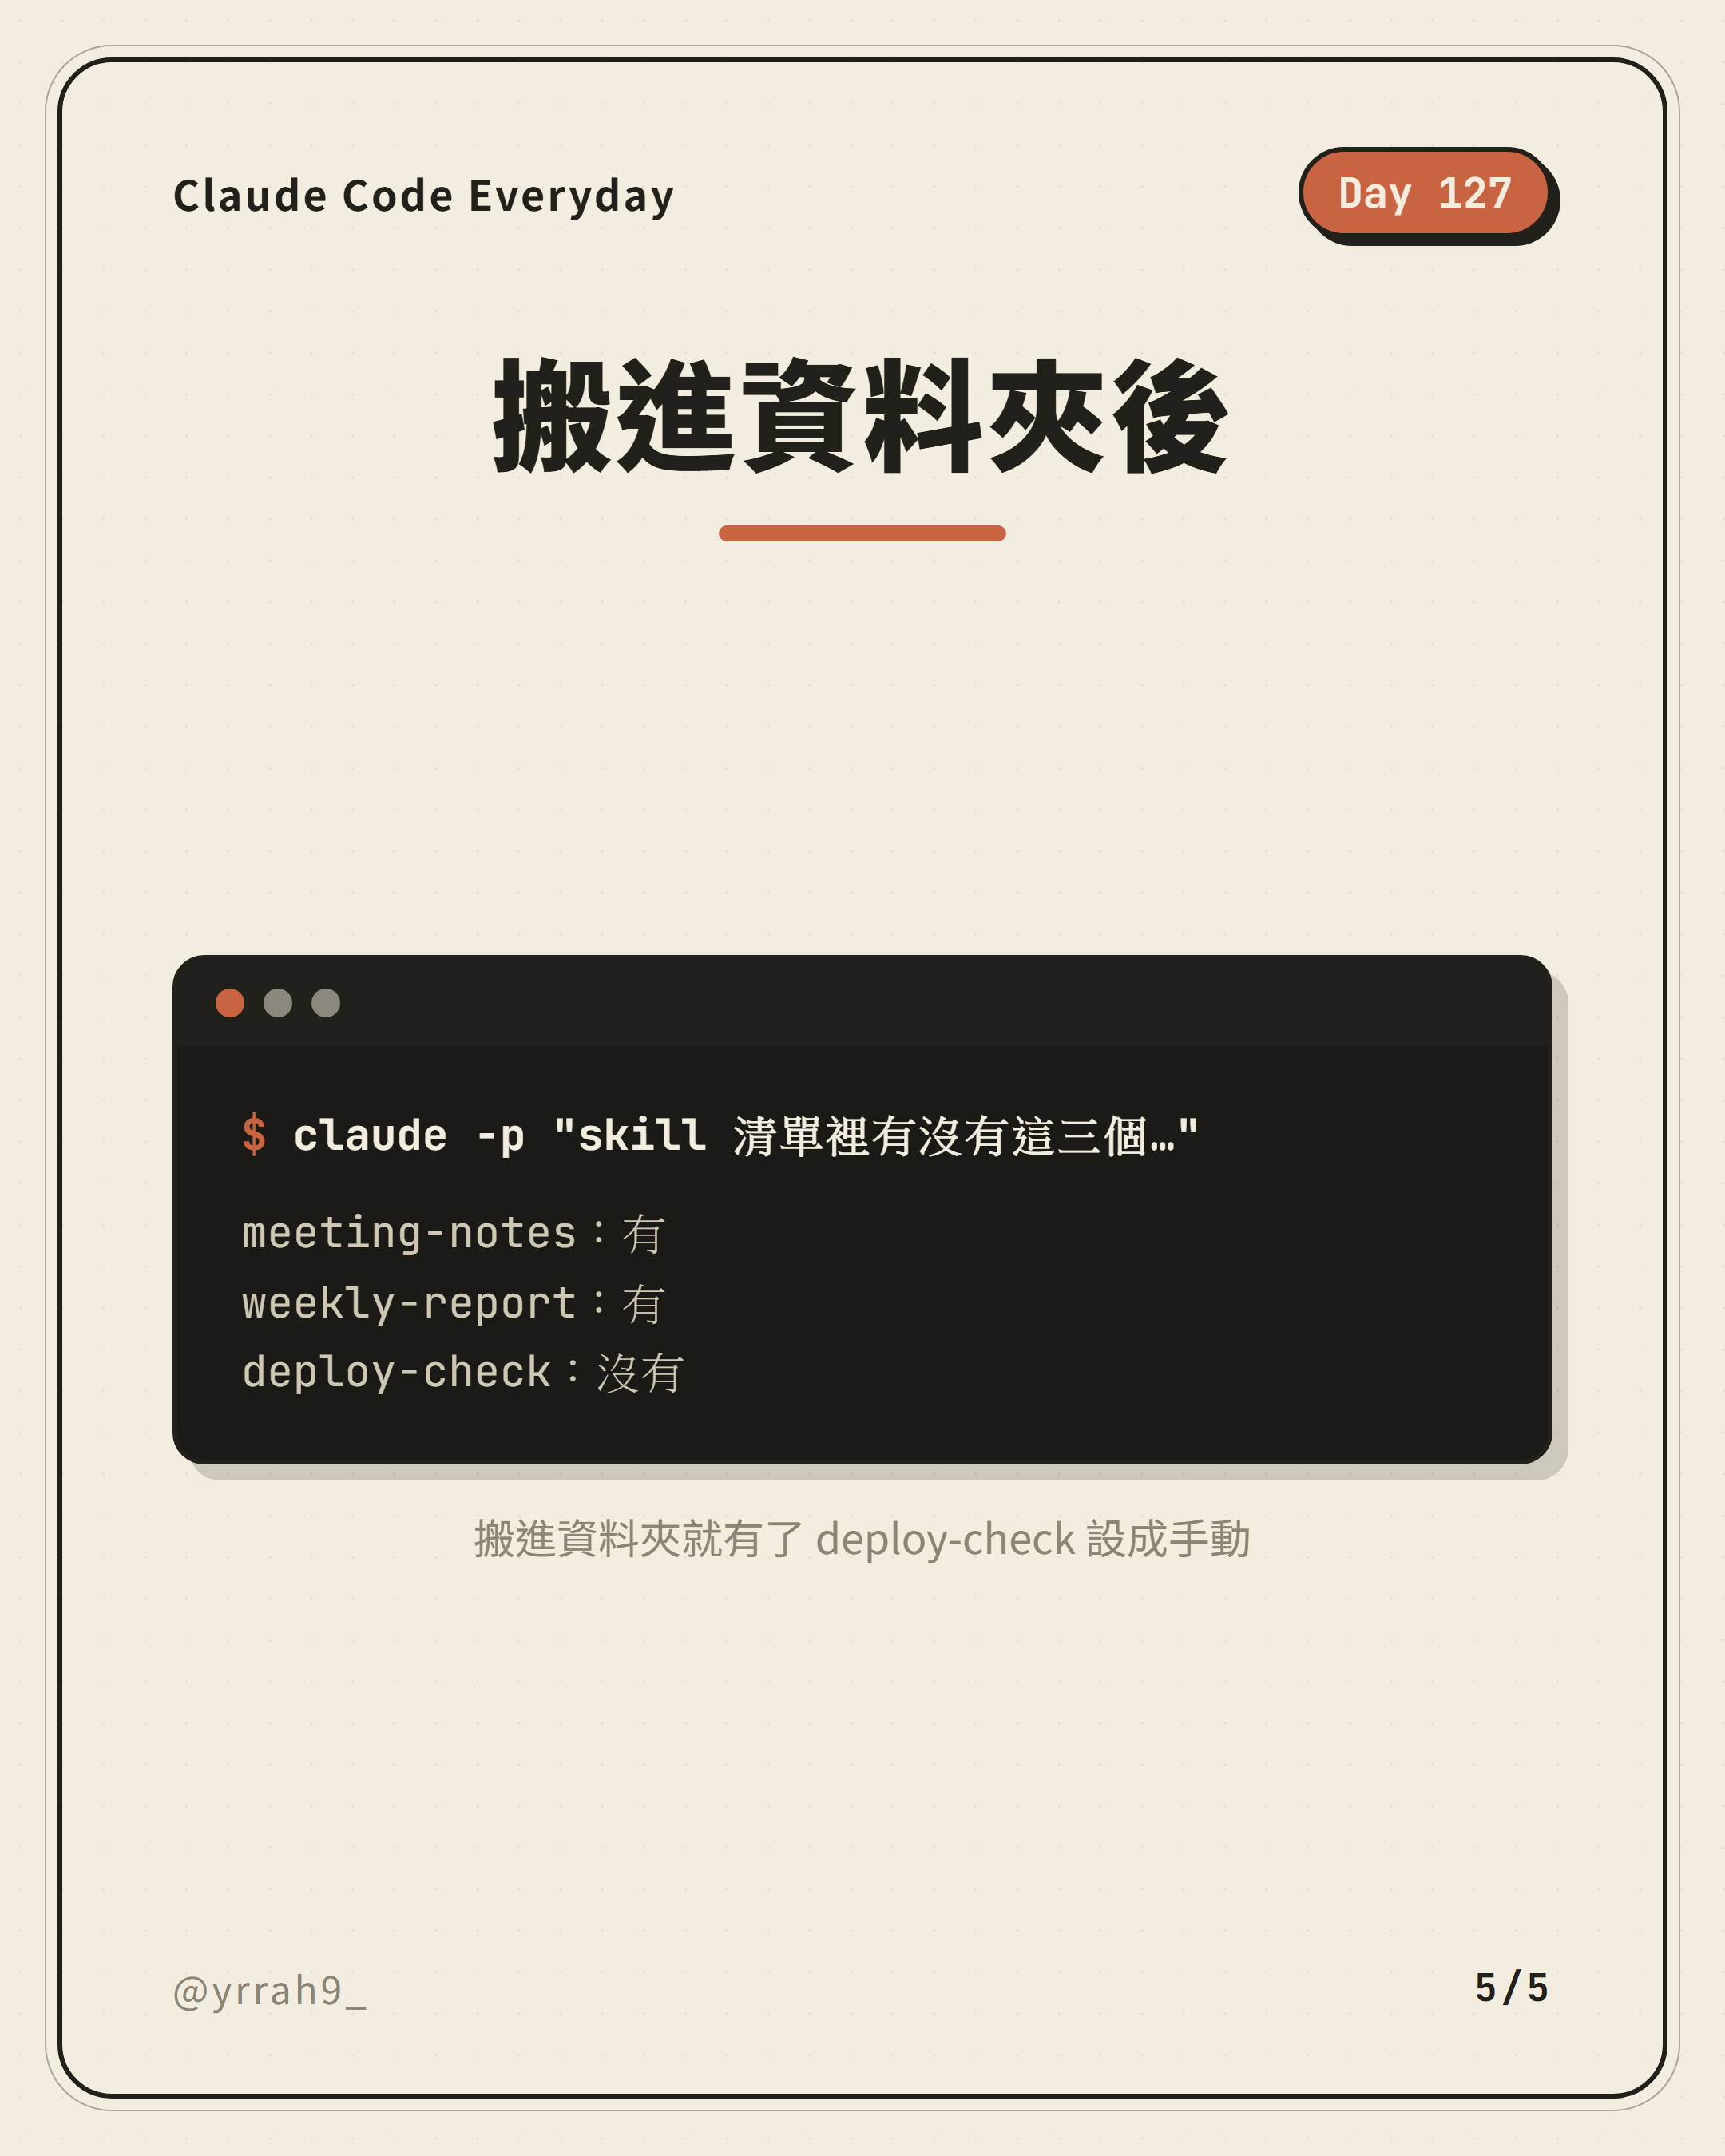 Claude Code Everyday
Day 127
搬進資料夾後
$ claude -p "skill 清單裡有沒有這三個…"
meeting-notes：有
weekly-report：有
deploy-check：沒有
搬進資料夾就有了 deploy-check 設成手動
@yrrah9_
5/5